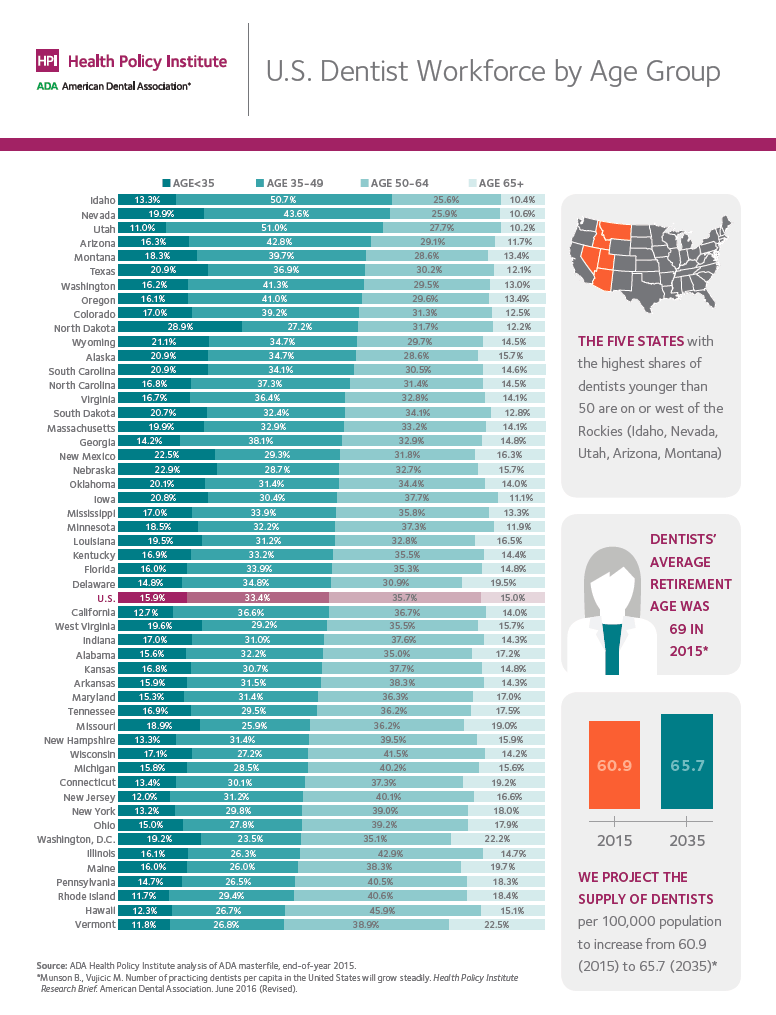 HPI Health Policy Institute
ADA American Dental Association*
U.S. Dentist Workforce by Age Group
AGE<35 AGE 35–49 AGE 50–64 AGE 65+
Idaho 13.3% 50.7% 25.6% 10.4%
Nevada 19.9% 43.6% 25.9% 10.6%
Utah 11.0% 51.0% 27.7% 10.2%
Arizona 16.3% 42.8% 29.1% 11.7%
Montana 18.3% 39.7% 28.6% 13.4%
Texas 20.9% 36.9% 30.2% 12.1%
Washington 16.2% 41.3% 29.5% 13.0%
Oregon 16.1% 41.0% 29.6% 13.4%
Colorado 17.0% 39.2% 31.3% 12.5%
North Dakota 28.9% 27.2% 31.7% 12.2%
Wyoming 21.1% 34.7% 29.7% 14.5%
Alaska 20.9% 34.7% 28.6% 15.7%
South Carolina 20.9% 34.1% 30.5% 14.6%
North Carolina 16.8% 37.3% 31.4% 14.5%
Virginia 16.7% 36.4% 32.8% 14.1%
South Dakota 20.7% 32.4% 34.1% 12.8%
Massachusetts 19.9% 32.9% 33.2% 14.1%
Georgia 14.2% 38.1% 32.9% 14.8%
New Mexico 22.5% 29.3% 31.8% 16.3%
Nebraska 22.9% 28.7% 32.7% 15.7%
Oklahoma 20.1% 31.4% 34.4% 14.0%
Iowa 20.8% 30.4% 37.7% 11.1%
Mississippi 17.0% 33.9% 35.8% 13.3%
Minnesota 18.5% 32.2% 37.3% 11.9%
Louisiana 19.5% 31.2% 32.8% 16.5%
Kentucky 16.9% 33.2% 35.5% 14.4%
Florida 16.0% 33.9% 35.3% 14.8%
Delaware 14.8% 34.8% 30.9% 19.5%
U.S. 15.9% 33.4% 35.7% 15.0%
California 12.7% 36.6% 36.7% 14.0%
West Virginia 19.6% 29.2% 35.5% 15.7%
Indiana 17.0% 31.0% 37.6% 14.3%
Alabama 15.6% 32.2% 35.0% 17.2%
Kansas 16.8% 30.7% 37.7% 14.8%
Arkansas 15.9% 31.5% 38.3% 14.3%
Maryland 15.3% 31.4% 36.3% 17.0%
Tennessee 16.9% 29.5% 36.2% 17.5%
Missouri 18.9% 25.9% 36.2% 19.0%
New Hampshire 13.3% 31.4% 39.5% 15.9%
Wisconsin 17.1% 27.2% 41.5% 14.2%
Michigan 15.8% 28.5% 40.2% 15.6%
Connecticut 13.4% 30.1% 37.3% 19.2%
New Jersey 12.0% 31.2% 40.1% 16.6%
New York 13.2% 29.8% 39.0% 18.0%
Ohio 15.0% 27.8% 39.2% 17.9%
Washington, D.C. 19.2% 23.5% 35.1% 22.2%
Illinois 16.1% 26.3% 42.9% 14.7%
Maine 16.0% 26.0% 38.3% 19.7%
Pennsylvania 14.7% 26.5% 40.5% 18.3%
Rhode Island 11.7% 29.4% 40.6% 18.4%
Hawaii 12.3% 26.7% 45.9% 15.1%
Vermont 11.8% 26.8% 38.9% 22.5%
THE FIVE STATES with
the highest shares of
dentists younger than
50 are on or west of the
Rockies (Idaho, Nevada,
Utah, Arizona, Montana)
DENTISTS'
AVERAGE
RETIREMENT
AGE WAS
69 IN
2015*
60.9 65.7
2015 2035
WE PROJECT THE
SUPPLY OF DENTISTS
per 100,000 population
to increase from 60.9
(2015) to 65.7 (2035)*
Source: ADA Health Policy Institute analysis of ADA masterfile, end–of–year 2015.
*Munson B., Vujicic M. Number of practicing dentists per capita in the United States will grow steadily. Health Policy Institute
Research Brief. American Dental Association. June 2016 (Revised).